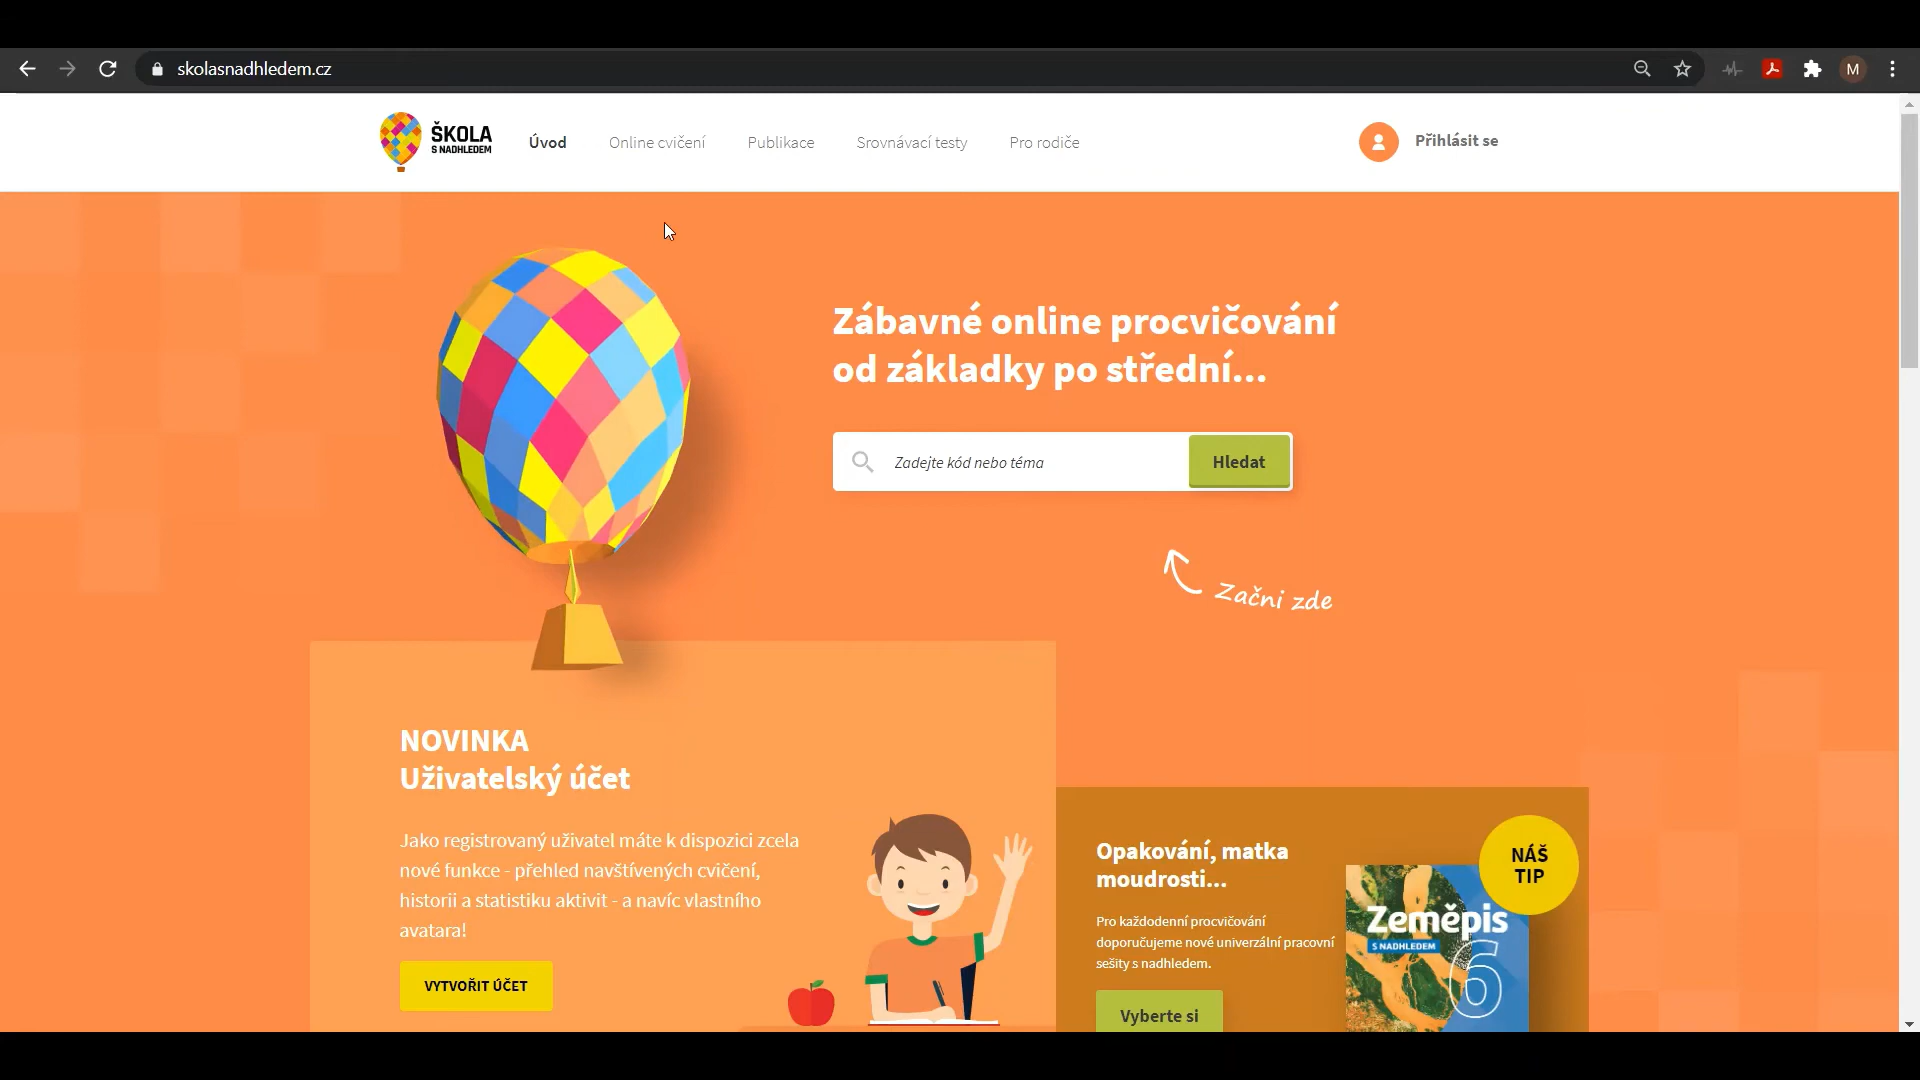 skolasnadhledem.cz
M
ŠKOLA
S NADHLEDEM
Úvod
Online cvičení
Publikace
Srovnávací testy
Pro rodiče
Přihlásit se
Zábavné online procvičování
od základky po střední...
Zadejte kód nebo téma
Hledat
Začni zde
NOVINKA
Uživatelský účet
Jako registrovaný uživatel máte k dispozici zcela
nové funkce - přehled navštívených cvičení,
historii a statistiku aktivit - a navíc vlastního
avatara!
VYTVOŘIT ÚČET
Opakování, matka
moudrosti...
Pro každodenní procvičování
doporučujeme nové univerzální pracovní
sešity s nadhledem.
Vyberte si
NÁŠ
TIP
Zeměpis
S NADHLEDEM
6